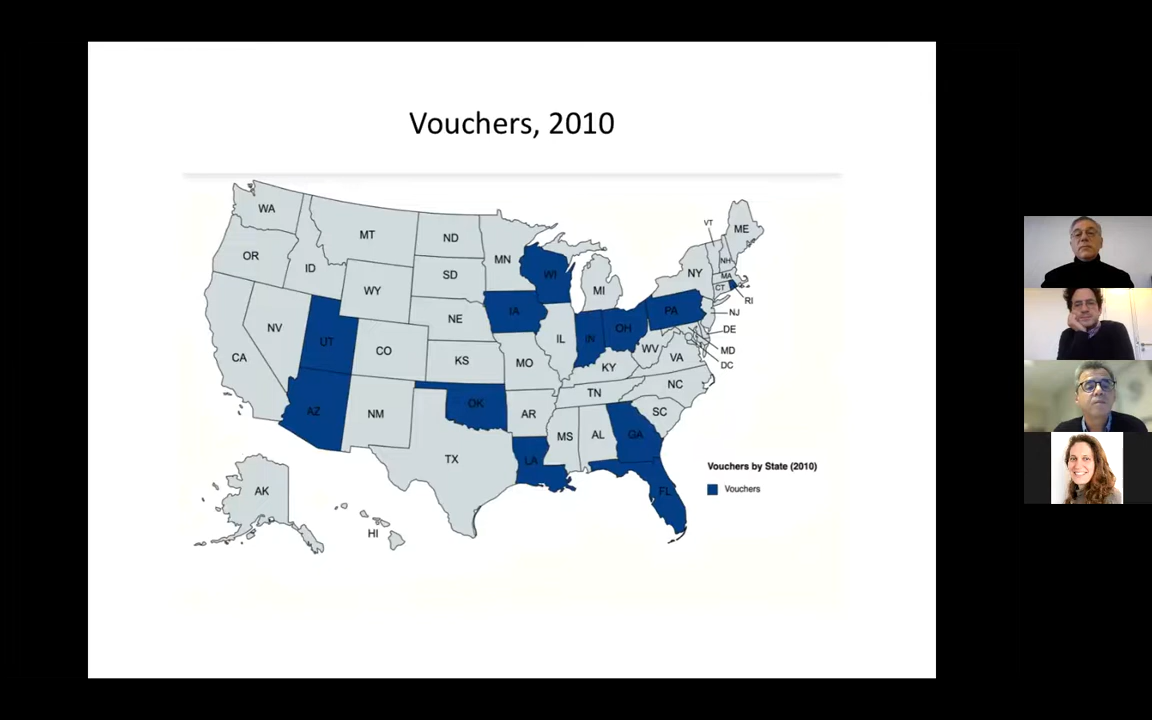 Vouchers, 2010
WA
MT
ND
MN
OR
ID
SD
WI
WY
MI
VT
ME
NH
NY
MA
CT
RI
NV
UT
CO
NE
IA
IL
IN
OH
PA
NJ
DE
MD
DC
CA
KS
MO
KY
WV
VA
AZ
NM
OK
AR
TN
NC
SC
TX
LA
MS
AL
GA
FL
AK
HI
Vouchers by State (2010)
Vouchers